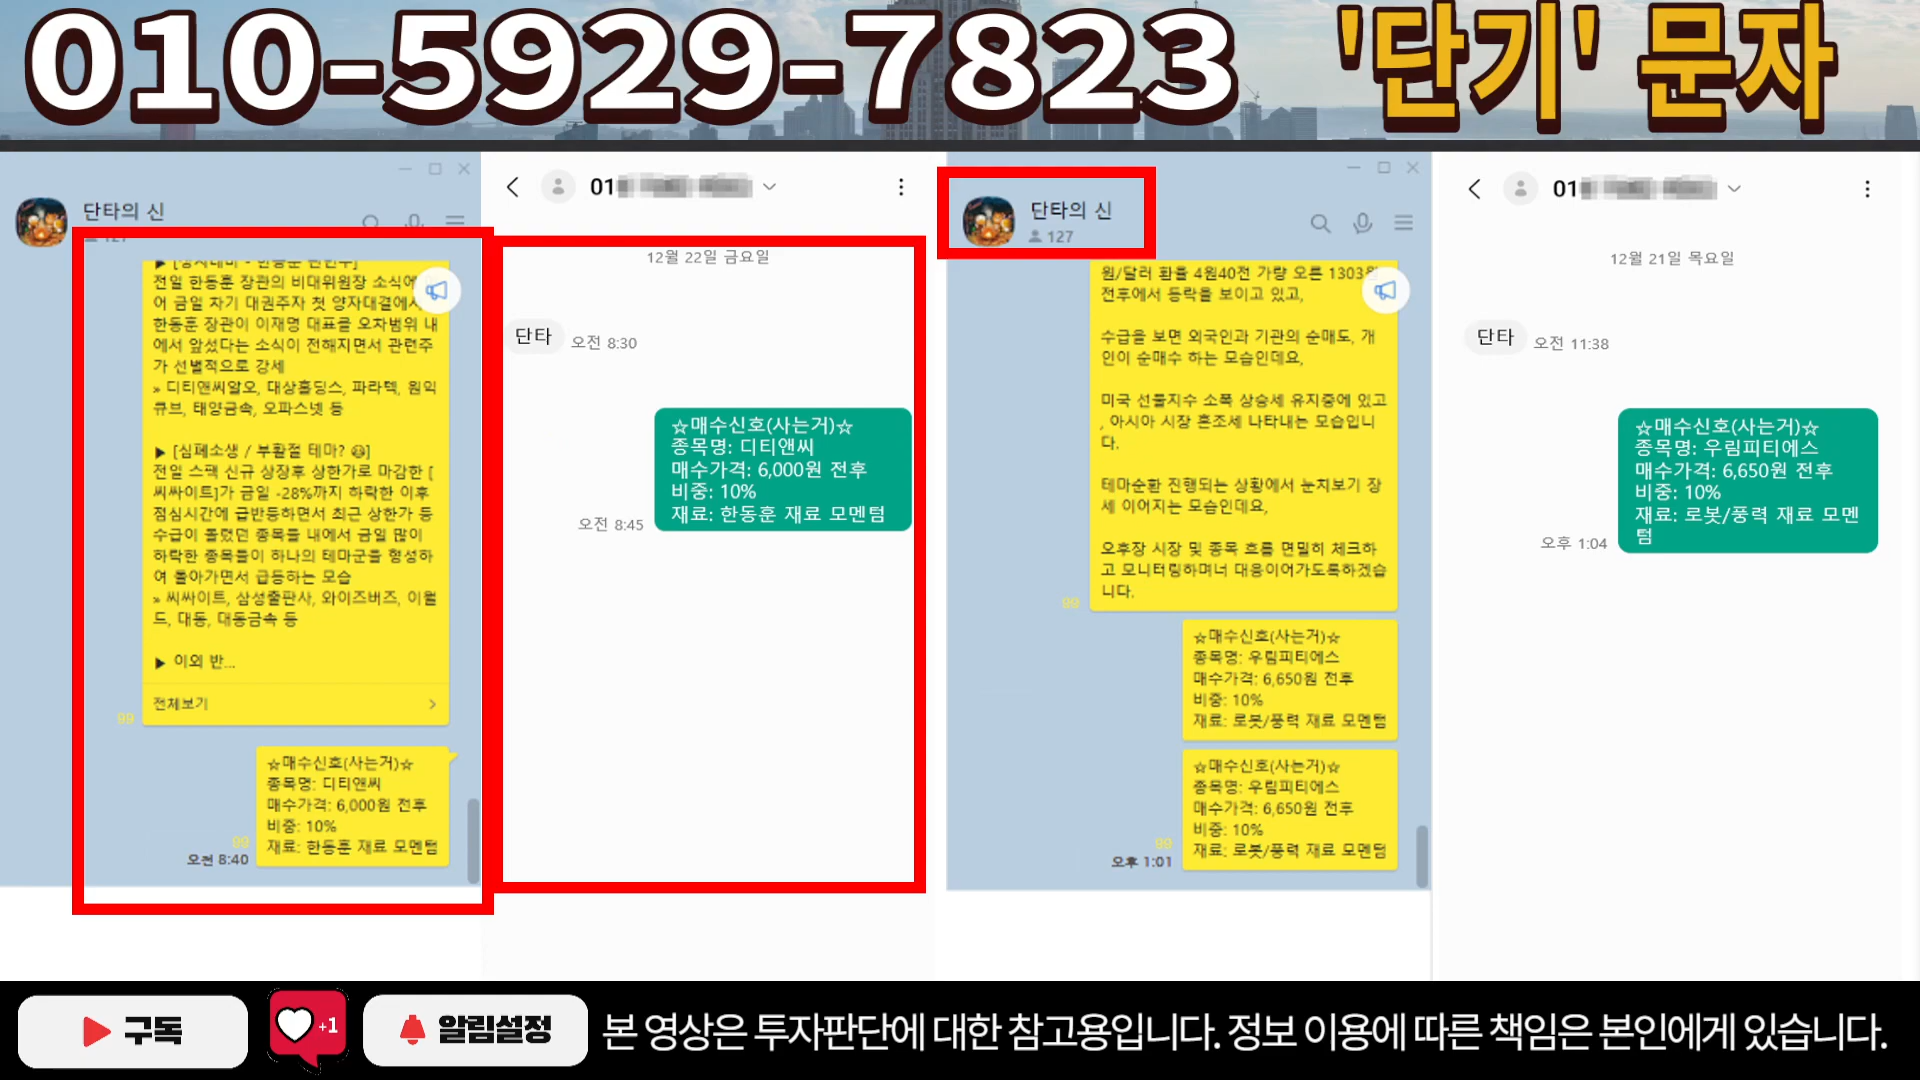 010-5929-7823 '단기' 문자
단타의 신
127
전일 한동훈 장관의 비대위원장 소식에
어 금일 차기 대권주자 첫 양자대결에서
한동훈 장관이 이재명 대표를 오차범위 내
에서 앞섰다는 소식이 전해지면서 관련주
가 선별적으로 강세
» 디티앤씨알오, 대상홀딩스, 파라텍, 원익
큐브, 태양금속, 오파스넷 등
▶ [심폐소생 / 부활절 테마? 😆]
전일 스팩 신규 상장후 상한가로 마감한 [
씨싸이트]가 금일 -28%까지 하락한 이후
점심시간에 급반등하면서 최근 상한가 등
수급이 몰렸던 종목들 내에서 금일 많이
하락한 종목들이 하나의 테마군을 형성하
여 돌아가면서 급등하는 모습
» 씨싸이트, 삼성출판사, 와이즈버즈, 이월
드, 대동, 대동금속 등
▶ 이외 반...
전체보기
99
☆매수신호(사는거)☆
종목명: 디티앤씨
매수가격: 6,000원 전후
비중: 10%
재료: 한동훈 재료 모멘텀
99
오전 8:40
01
12월 22일 금요일
단타 오전 8:30
☆매수신호(사는거)☆
종목명: 디티앤씨
매수가격: 6,000원 전후
비중: 10%
재료: 한동훈 재료 모멘텀
오전 8:45
단타의 신
127
원/달러 환율 4원40전 가량 오른 1303원
전후에서 등락을 보이고 있고,
수급을 보면 외국인과 기관의 순매도, 개
인이 순매수 하는 모습인데요,
미국 선물지수 소폭 상승세 유지중에 있고
, 아시아 시장 혼조세 나타내는 모습입니
다.
테마순환 진행되는 상황에서 눈치보기 장
세 이어지는 모습인데요,
오후장 시장 및 종목 흐름 면밀히 체크하
고 모니터링하며너 대응이어가도록하겠습
니다.
99
☆매수신호(사는거)☆
종목명: 우림피티에스
매수가격: 6,650원 전후
비중: 10%
재료: 로봇/풍력 재료 모멘텀
☆매수신호(사는거)☆
종목명: 우림피티에스
매수가격: 6,650원 전후
비중: 10%
재료: 로봇/풍력 재료 모멘텀
99
오후 1:01
01
12월 21일 목요일
단타 오전 11:38
☆매수신호(사는거)☆
종목명: 우림피티에스
매수가격: 6,650원 전후
비중: 10%
재료: 로봇/풍력 재료 모멘
텀
오후 1:04
구독
+1
알림설정
본 영상은 투자판단에 대한 참고용입니다. 정보 이용에 따른 책임은 본인에게 있습니다.